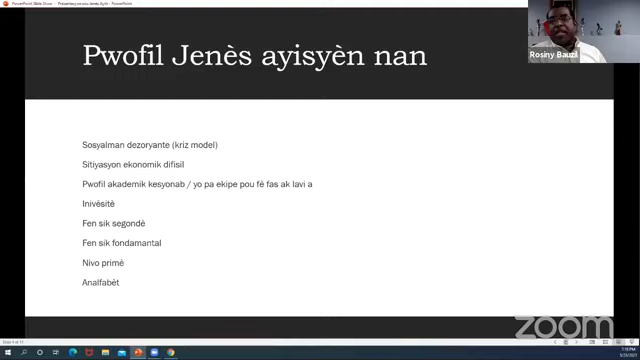 PowerPoint Slide Show - Prezantasyon sou Jenès Ayiti - PowerPoint
Pwofil Jenès ayisyèn nan
Rosiny Bauzil
Sosyalman dezoryante (kriz model)
Sitiyasyon ekonomik difisil
Pwofil akademik kesyonab / yo pa ekipe pou fè fas ak lavi a
Inivèsitè
Fen sik segondè
Fen sik fondamantal
Nivo primè
Analfabèt
zoom